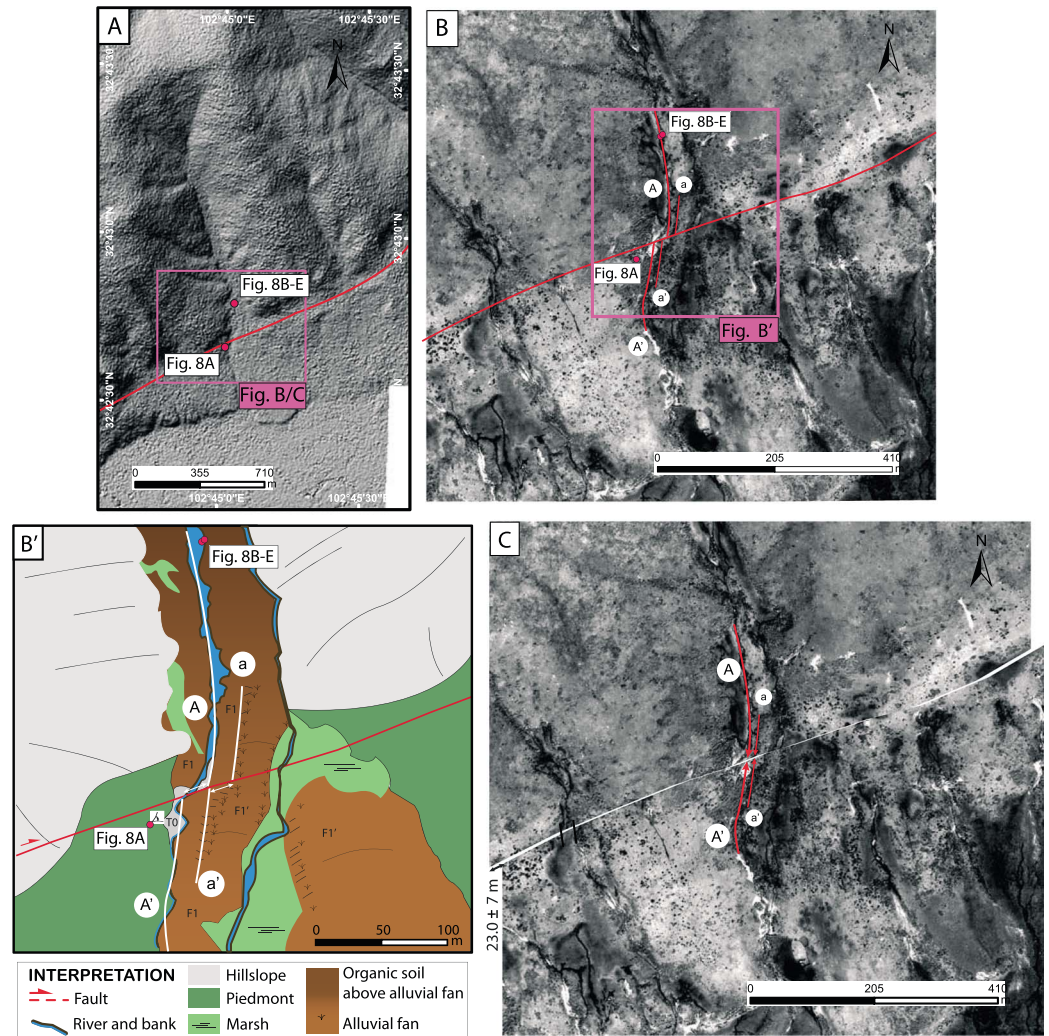 A
102°45'0"E
102°45'30"E
N
32°43'30"N
32°43'0"N
32°42'30"N
Fig. 8B-E
Fig. 8A
Fig. B/C
0 355 710
m
102°45'0"E
102°45'30"E
N
B
N
Fig. 8B-E
A
a
Fig. 8A
a'
A'
Fig. B'
0 205 410
m
B'
Fig. 8B-E
a
A
F1
F1
T0
F1'
F1'
Fig. 8A
a'
A'
F1
0 50 100
m
INTERPRETATION
Fault
River and bank
Hillslope
Piedmont
Marsh
Organic soil
above alluvial fan
Alluvial fan
C
N
A
a
a'
A'
23.0 ± 7 m
0 205 410
m